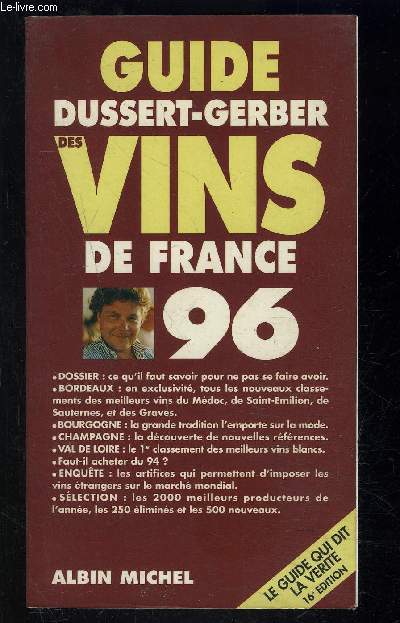 Le-livre.com
GUIDE
DUSSERT-GERBER
DES
VINS
DE FRANCE
96
• DOSSIER : ce qu'il faut savoir pour ne pas se faire avoir.
• BORDEAUX : en exclusivité, tous les nouveaux classe-
ments des meilleurs vins du Médoc, de Saint-Emilion, de
Sauternes, et des Graves.
• BOURGOGNE : la grande tradition l'emporte sur la mode.
• CHAMPAGNE : la découverte de nouvelles références.
• VAL DE LOIRE : le 1er classement des meilleurs vins blancs.
• Faut-il acheter du 94 ?
• ENQUÊTE : les artifices qui permettent d'imposer les
vins étrangers sur le marché mondial.
• SÉLECTION : les 2000 meilleurs producteurs de
l'année, les 250 éliminés et les 500 nouveaux.
ALBIN MICHEL
LE GUIDE QUI DIT
LA VERITE
16e EDITION